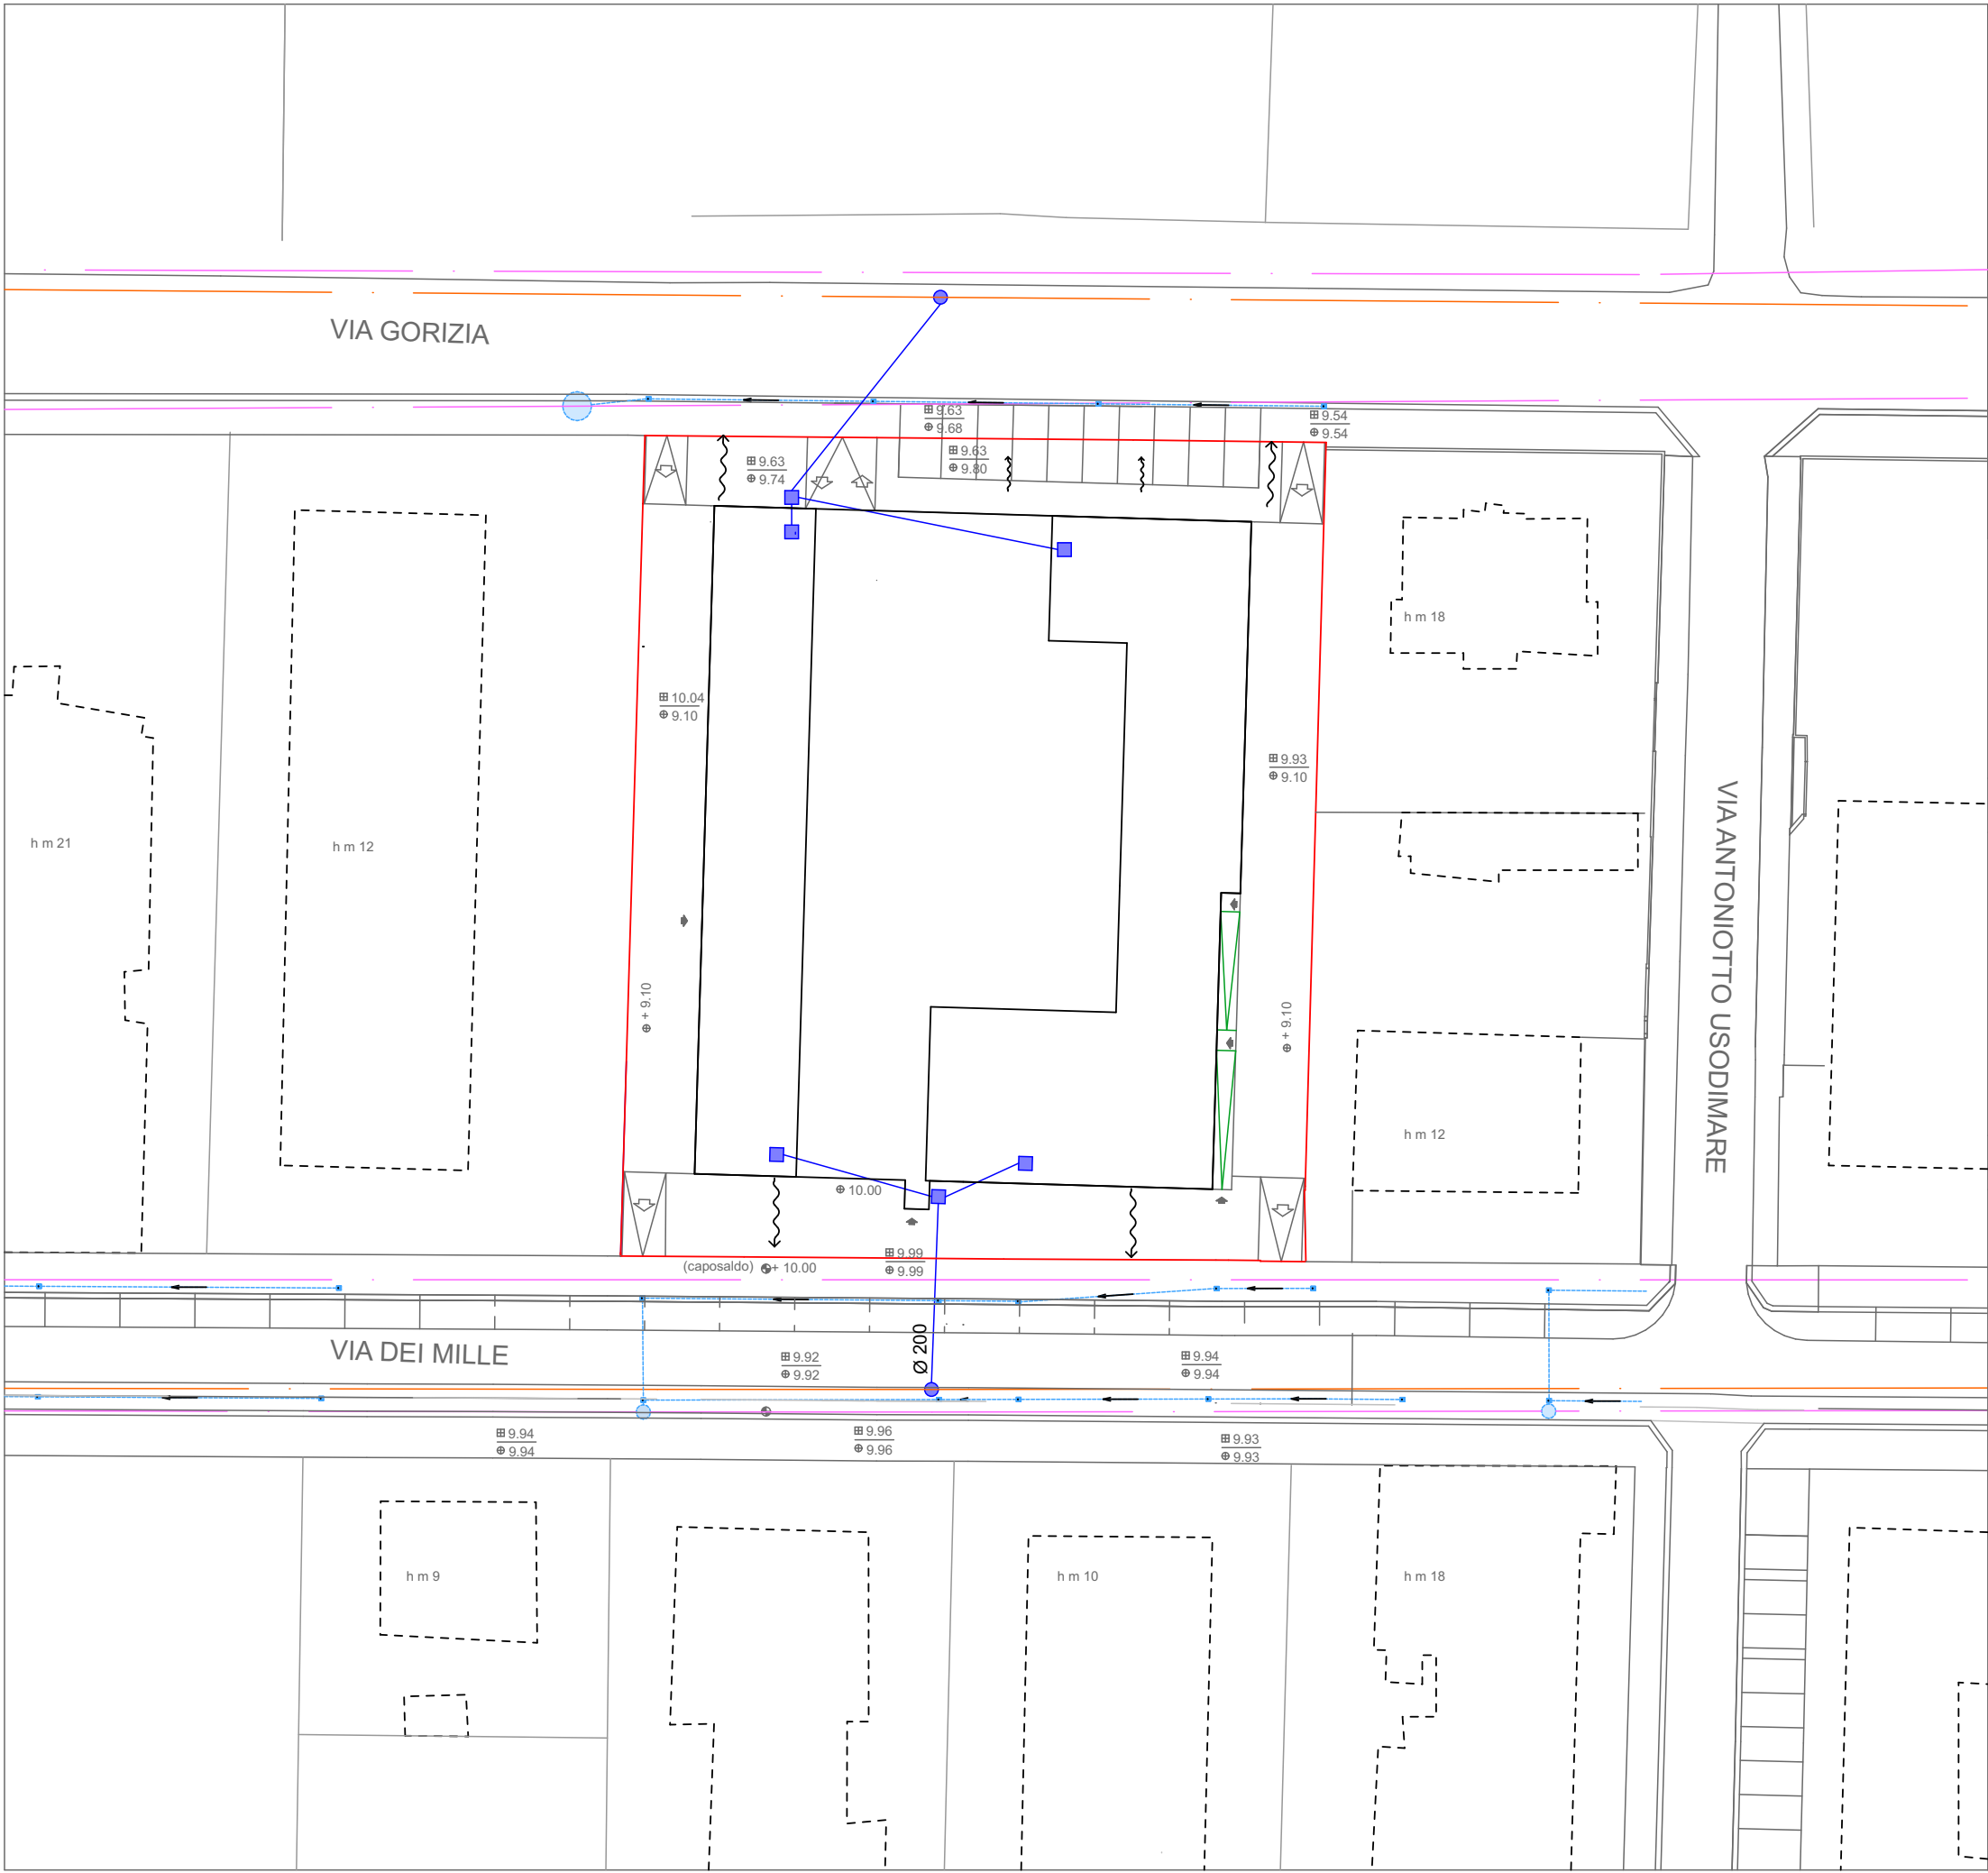 VIA GORIZIA
9.63
9.68
9.54
9.54
9.63
9.74
9.63
9.80
h m 18
10.04
9.10
9.93
9.10
h m 21
h m 12
VIA ANTONIOTTO USODIMARE
+ 9.10
+ 9.10
h m 12
10.00
9.99
9.99
(caposaldo) + 10.00
VIA DEI MILLE
Ø 200
9.92
9.92
9.94
9.94
9.94
9.94
9.96
9.96
9.93
9.93
h m 9
h m 10
h m 18